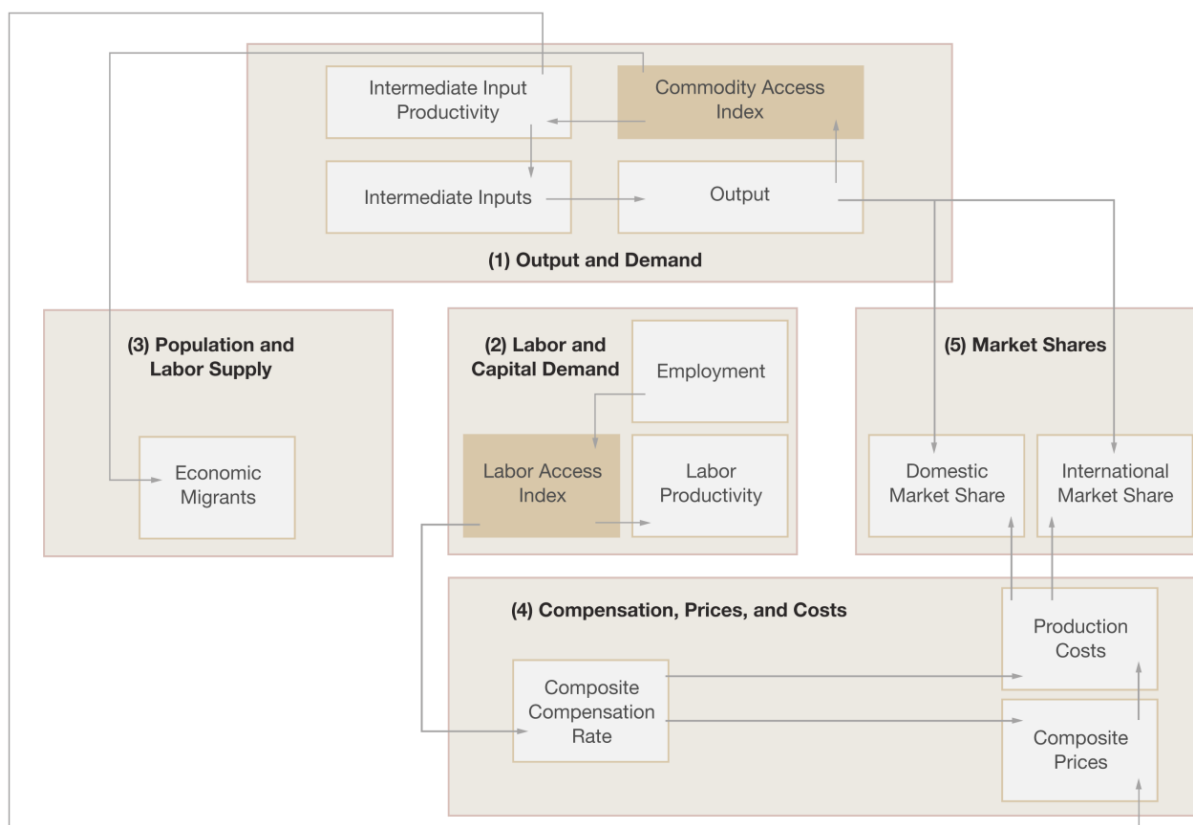 Intermediate Input
Productivity
Commodity Access
Index
Intermediate Inputs
Output
(1) Output and Demand
(3) Population and
Labor Supply
Economic
Migrants
(2) Labor and
Capital Demand
Employment
Labor Access
Index
Labor
Productivity
(5) Market Shares
Domestic
Market Share
International
Market Share
(4) Compensation, Prices, and Costs
Production
Costs
Composite
Compensation
Rate
Composite
Prices